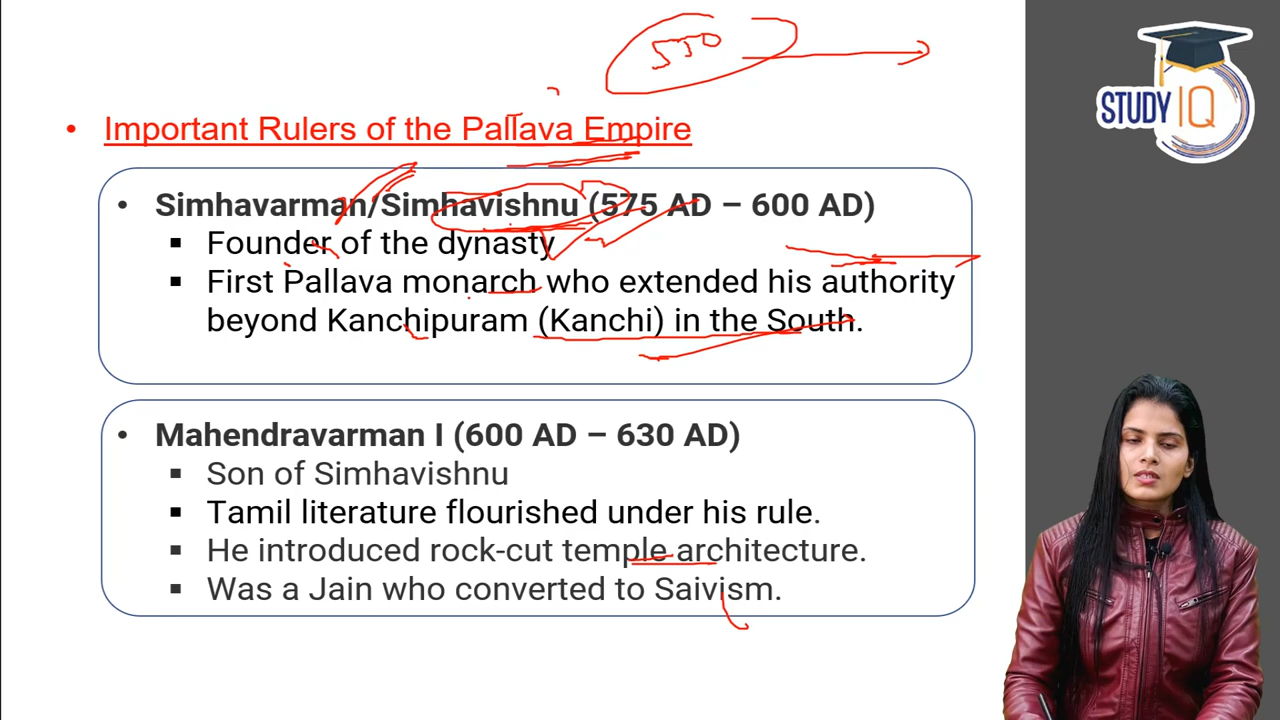 550
STUDY IQ
• Important Rulers of the Pallava Empire
• Simhavarman/Simhavishnu (575 AD – 600 AD)
▪ Founder of the dynasty
▪ First Pallava monarch who extended his authority
beyond Kanchipuram (Kanchi) in the South.
• Mahendravarman I (600 AD – 630 AD)
▪ Son of Simhavishnu
▪ Tamil literature flourished under his rule.
▪ He introduced rock-cut temple architecture.
▪ Was a Jain who converted to Saivism.